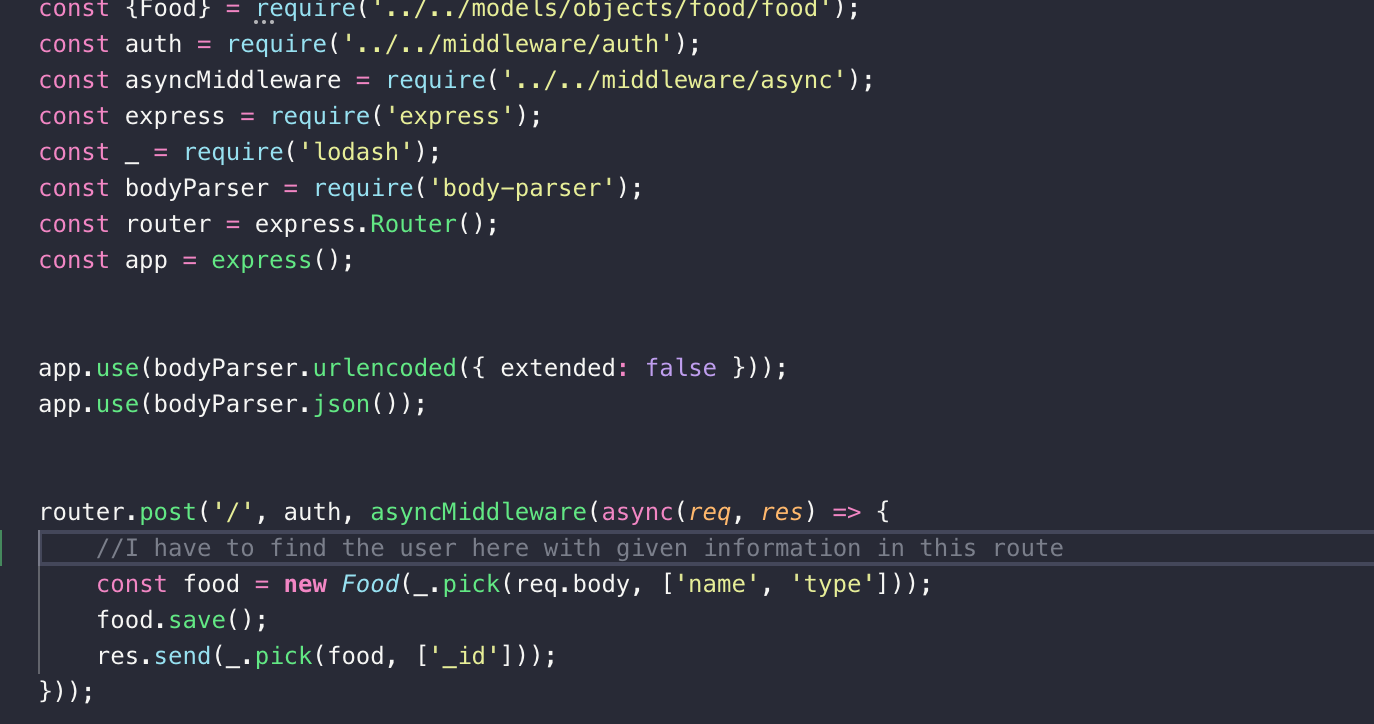 const {Food} = require('../../models/objects/food/food');
const auth = require('../../middleware/auth');
const asyncMiddleware = require('../../middleware/async');
const express = require('express');
const _ = require('lodash');
const bodyParser = require('body-parser');
const router = express.Router();
const app = express();
app.use(bodyParser.urlencoded({ extended: false }));
app.use(bodyParser.json());
router.post('/', auth, asyncMiddleware(async(req, res) => {
    //I have to find the user here with given information in this route
    const food = new Food(_.pick(req.body, ['name', 'type']));
    food.save();
    res.send(_.pick(food, ['_id']));
}));